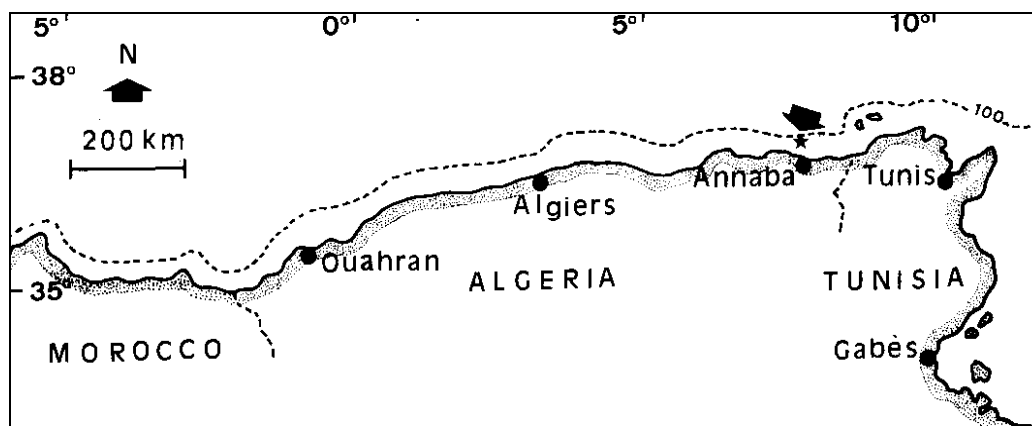 5°' 0°' 5°' 10°'
N
38°
100
200 km
Annaba Tunis
Algiers
Ouahran
ALGERIA TUNISIA
35°
MOROCCO Gabès